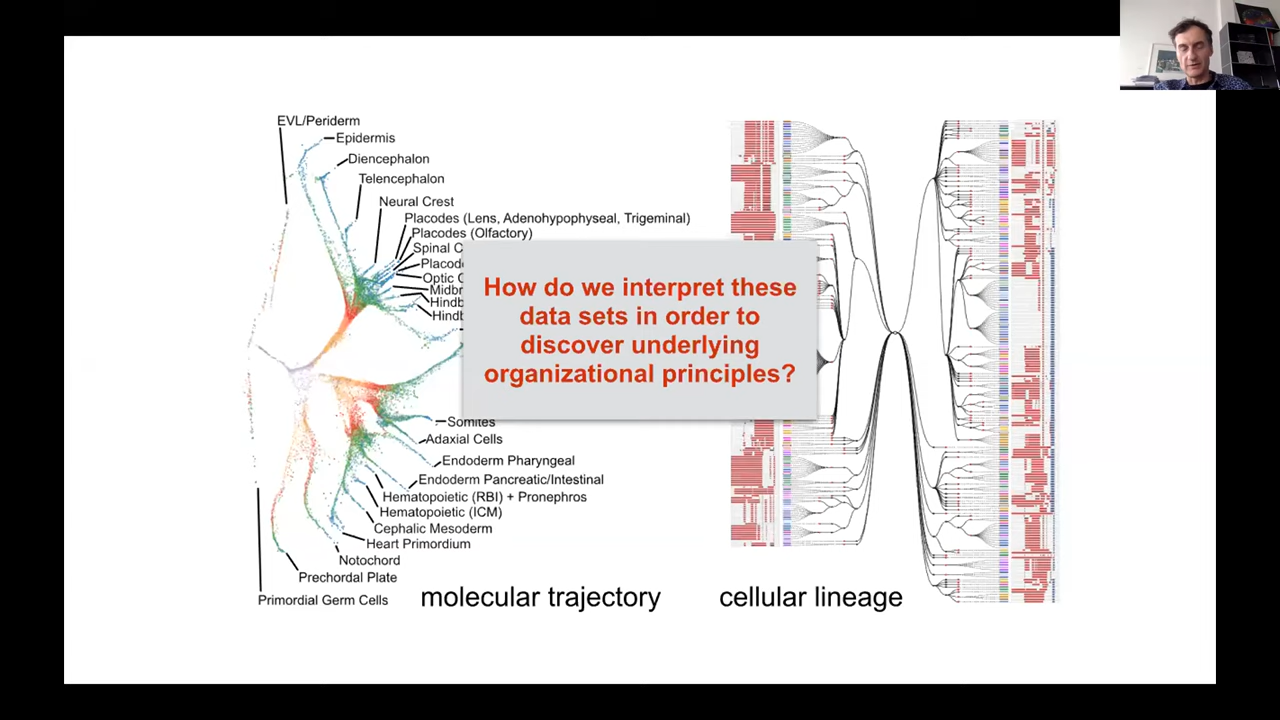 EVL/Periderm
Epidermis
Diencephalon
Telencephalon
Neural Crest
Placodes (Lens, Adenohypophyseal, Trigeminal)
Placodes (Olfactory)
Spinal C
Placod
Otic C
Midbr
Hindb
Hindb
How do we interpret these
data sets in order to
discover underlying
organizational principles?
Somites
Adaxial Cells
Endoderm Pharyngeal
Endoderm Pancreatic/Intestinal
Hematopoietic (RBI) + Pronephros
Hematopoietic (ICM)
Cephalic Mesoderm
Heart Primordium
Notochord
Prechordal Plate
Primordial Germ Cells
molecular trajectory
cellular lineage